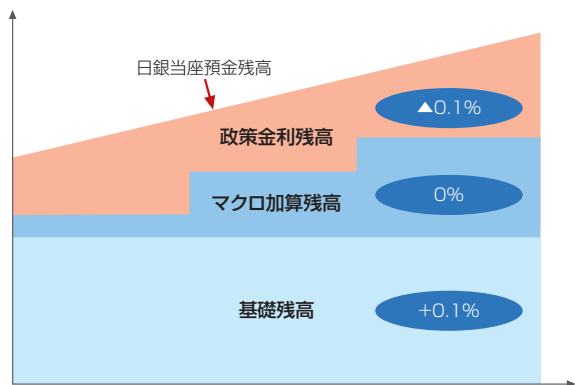 日銀当座預金残高
▲0.1%
政策金利残高
0%
マクロ加算残高
基礎残高
+0.1%